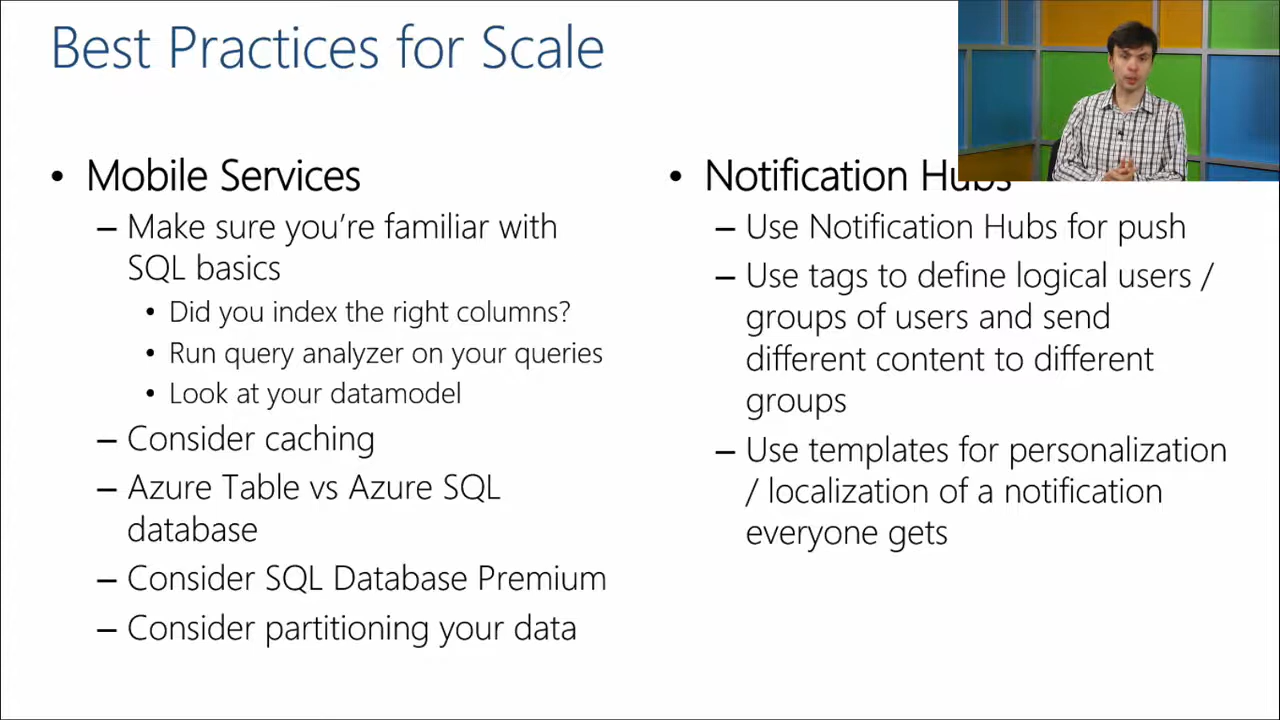 Best Practices for Scale
• Mobile Services
– Make sure you’re familiar with
SQL basics
• Did you index the right columns?
• Run query analyzer on your queries
• Look at your datamodel
– Consider caching
– Azure Table vs Azure SQL
database
– Consider SQL Database Premium
– Consider partitioning your data
• Notification Hubs
– Use Notification Hubs for push
– Use tags to define logical users /
groups of users and send
different content to different
groups
– Use templates for personalization
/ localization of a notification
everyone gets